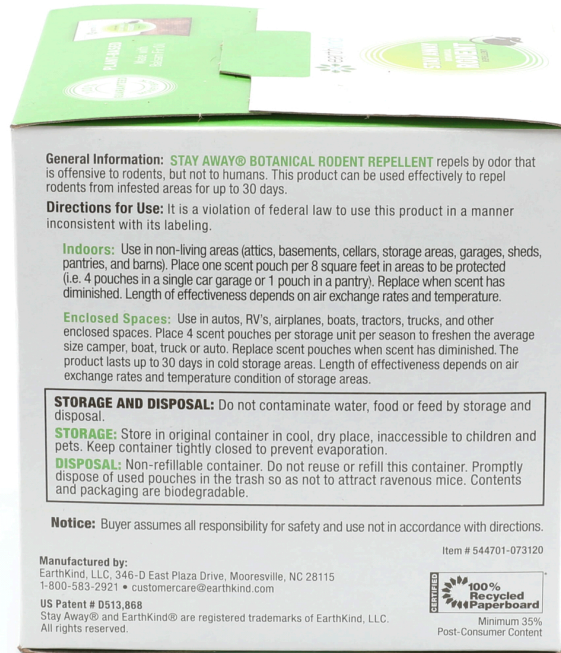 PLANT-BASED
STAY AWAY
RODENT
General Information: STAY AWAY® BOTANICAL RODENT REPELLENT repels by odor that
is offensive to rodents, but not to humans. This product can be used effectively to repel
rodents from infested areas for up to 30 days.
Directions for Use: It is a violation of federal law to use this product in a manner
inconsistent with its labeling.
Indoors: Use in non-living areas (attics, basements, cellars, storage areas, garages, sheds,
pantries, and barns). Place one scent pouch per 8 square feet in areas to be protected
(i.e. 4 pouches in a single car garage or 1 pouch in a pantry). Replace when scent has
diminished. Length of effectiveness depends on air exchange rates and temperature.
Enclosed Spaces: Use in autos, RV's, airplanes, boats, tractors, trucks, and other
enclosed spaces. Place 4 scent pouches per storage unit per season to freshen the average
size camper, boat, truck or auto. Replace scent pouches when scent has diminished. The
product lasts up to 30 days in cold storage areas. Length of effectiveness depends on air
exchange rates and temperature condition of storage areas.
STORAGE AND DISPOSAL: Do not contaminate water, food or feed by storage and
disposal.
STORAGE: Store in original container in cool, dry place, inaccessible to children and
pets. Keep container tightly closed to prevent evaporation.
DISPOSAL: Non-refillable container. Do not reuse or refill this container. Promptly
dispose of used pouches in the trash so as not to attract ravenous mice. Contents
and packaging are biodegradable.
Notice: Buyer assumes all responsibility for safety and use not in accordance with directions.
Item # 544701-073120
Manufactured by:
EarthKind, LLC, 346-D East Plaza Drive, Mooresville, NC 28115
1-800-583-2921 • customercare@earthkind.com
US Patent # D513,868
Stay Away® and EarthKind® are registered trademarks of EarthKind, LLC.
All rights reserved.
CERTIFIED
100%
Recycled
Paperboard
Minimum 35%
Post-Consumer Content